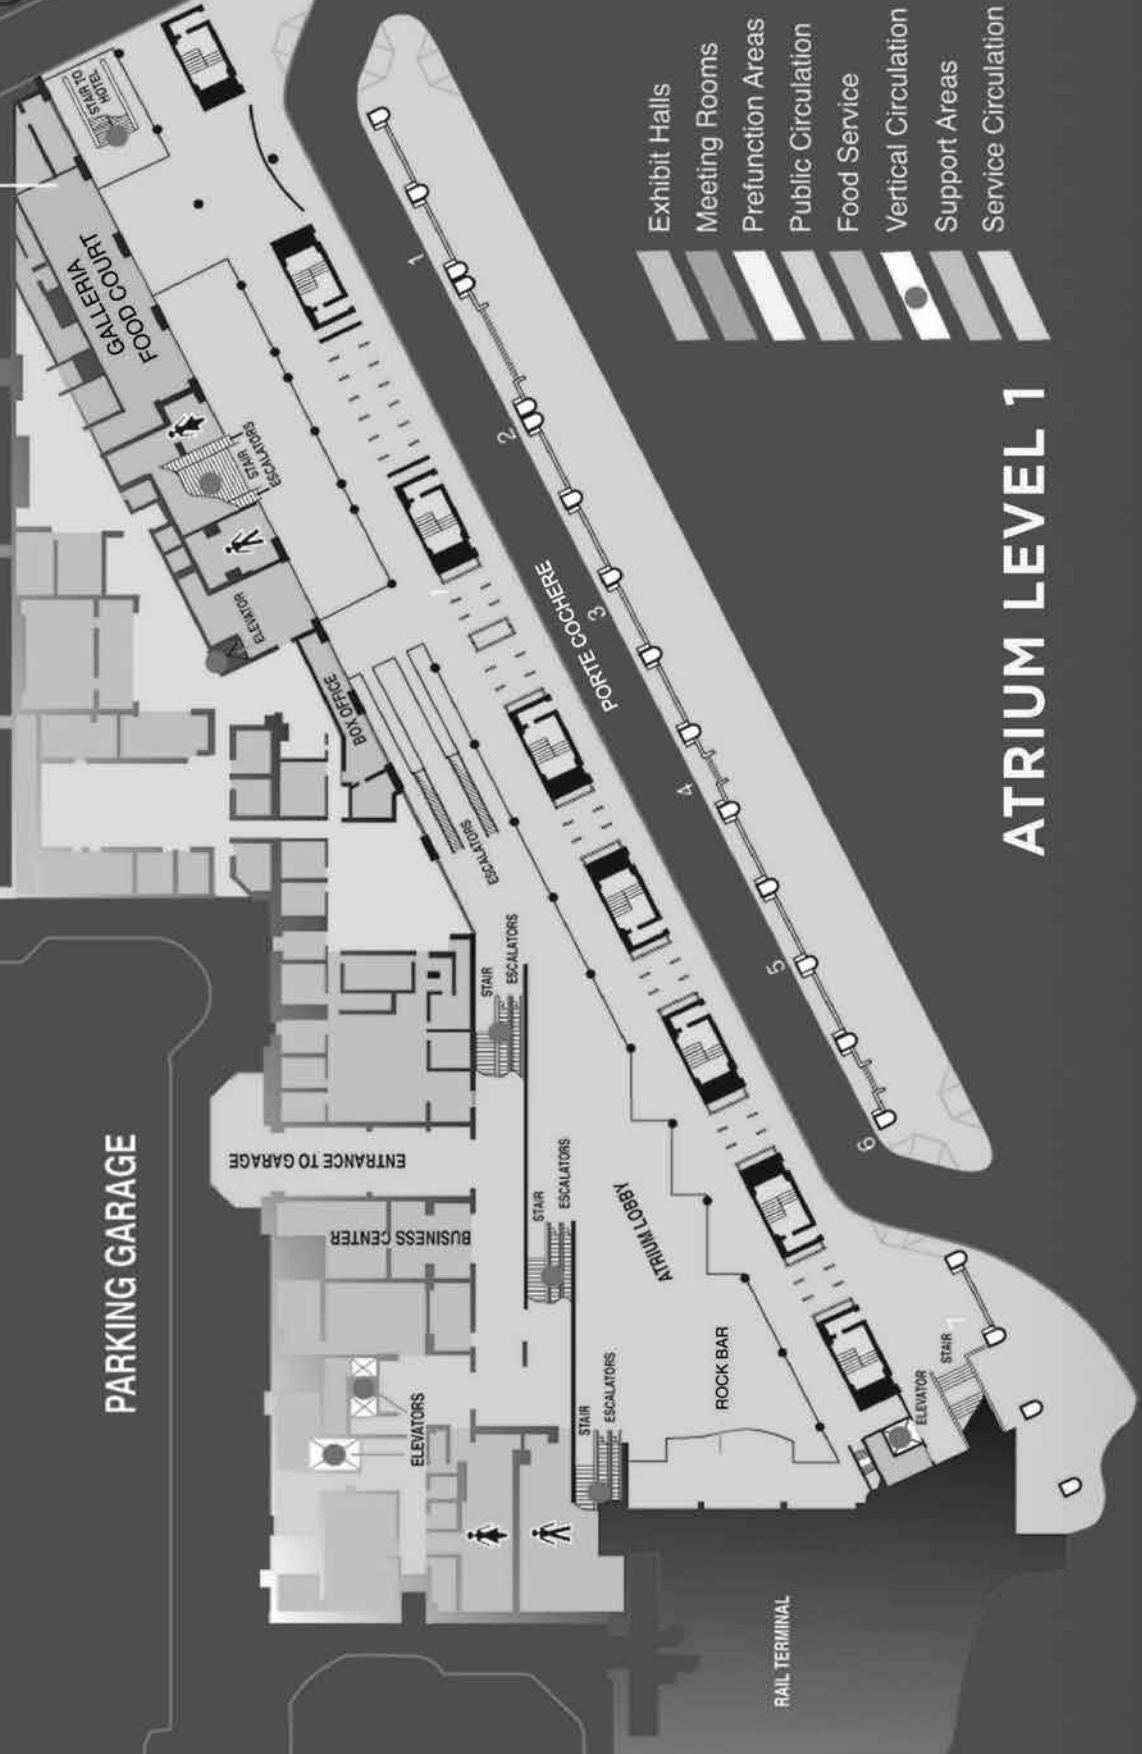 PARKING GARAGE
STAIR TO
HOTEL
GALLERIA
FOOD COURT
STAIR
ESCALATORS
ELEVATOR
BOX OFFICE
ESCALATORS
STAIR
ESCALATORS
ENTRANCE TO GARAGE
BUSINESS CENTER
STAIR
ESCALATORS
ATRIUM LOBBY
ELEVATORS
STAIR
ESCALATORS
ROCK BAR
ELEVATOR
STAIR
RAIL TERMINAL
PORTE COCHERE
1
2
3
4
5
6
7
1
Exhibit Halls
Meeting Rooms
Prefunction Areas
Public Circulation
Food Service
Vertical Circulation
Support Areas
Service Circulation
ATRIUM LEVEL 1